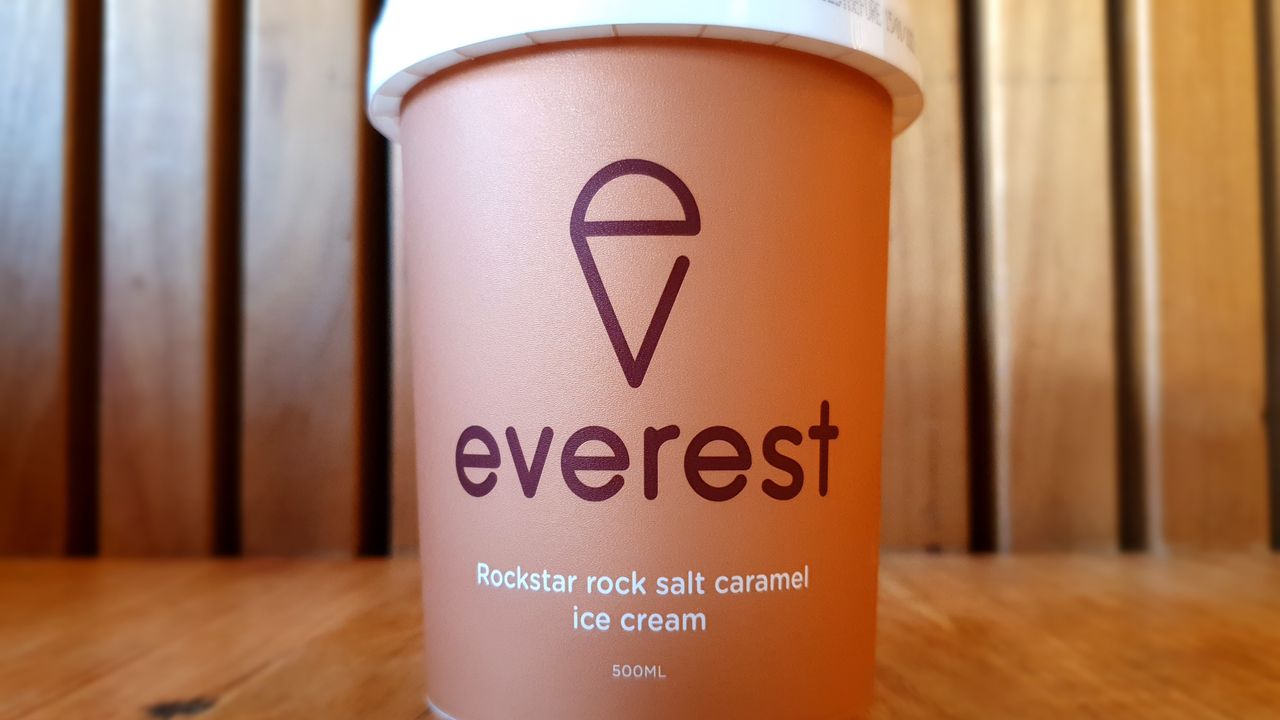 everest
Rockstar rock salt caramel
ice cream
500ML